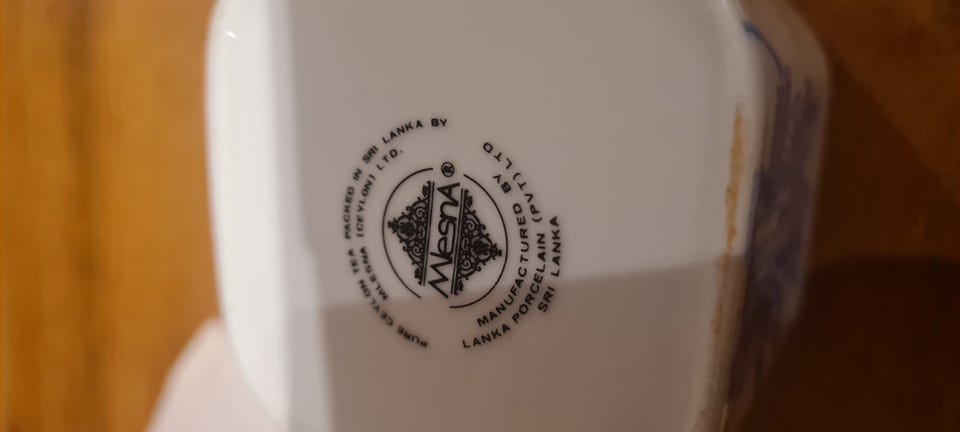 PURE CEYLON TEA PACKED IN SRI LANKA BY
MLESNA (CEYLON) LTD.
MlesnA ®
MANUFACTURED BY
LANKA PORCELAIN (PVT) LTD
SRI LANKA